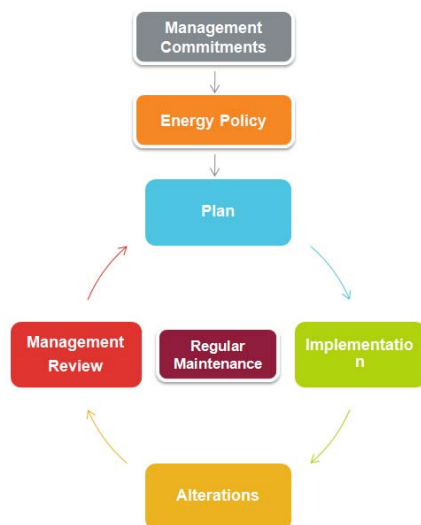 Management
Commitments
Energy Policy
Plan
Management
Review
Regular
Maintenance
Implementatio
n
Alterations